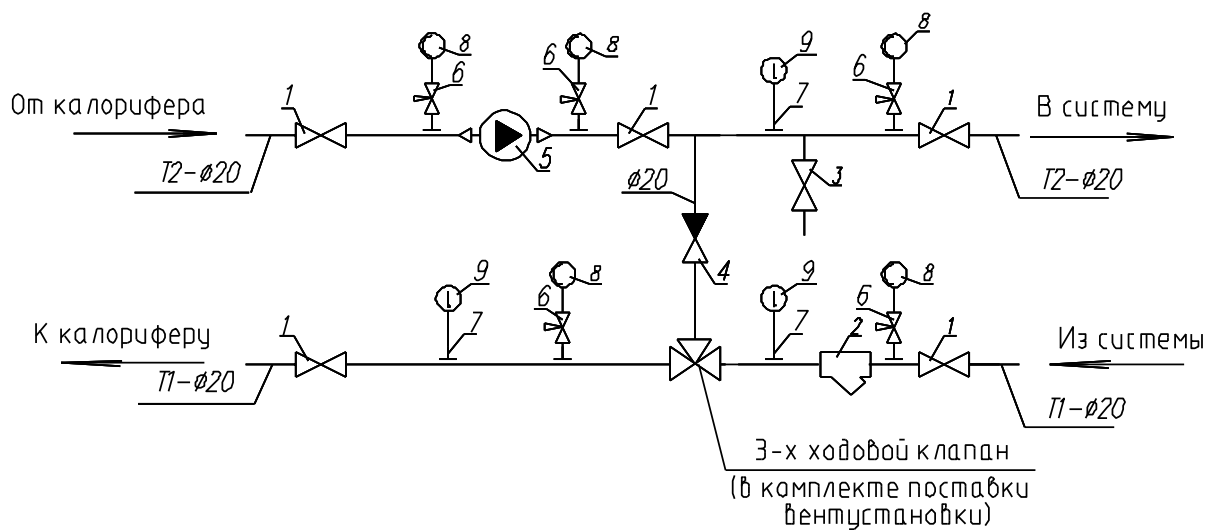 8
8
8
9
6
6
6
От калорифера
1
1
7
1
В систему
5
Т2-ø20
ø20
3
Т2-ø20
4
9
8
9
8
К калориферу
1
7
6
7
2
6
1
Из системы
Т1-ø20
Т1-ø20
3-х ходовой клапан
(в комплекте поставки
вентустановки)